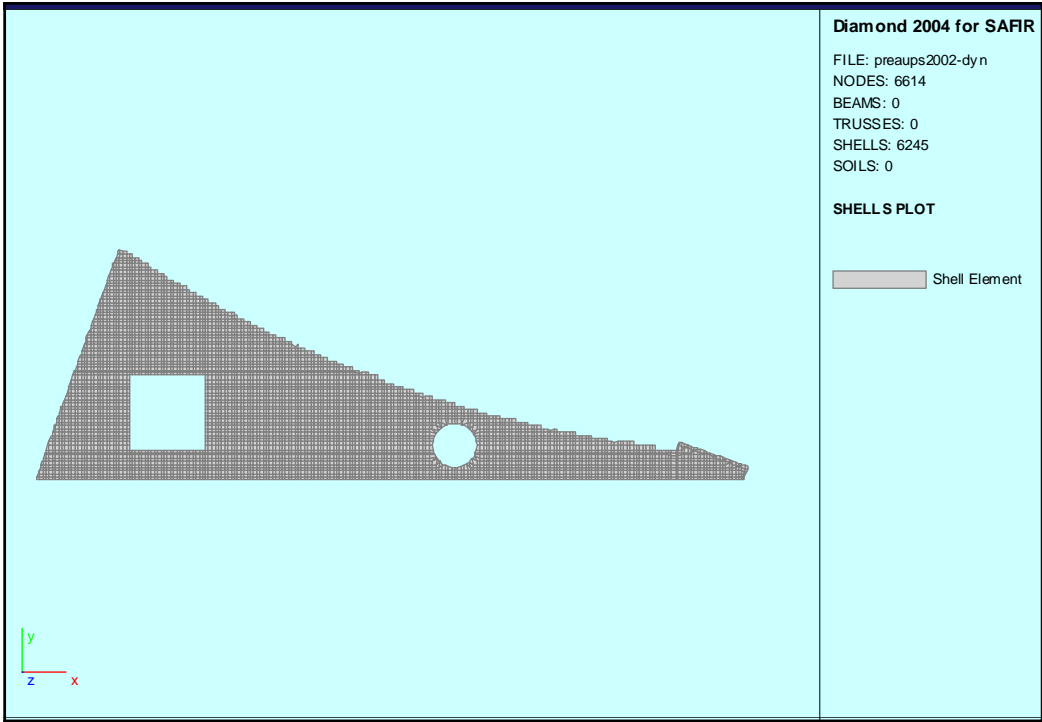 Diamond 2004 for SAFIR
FILE: preaups2002-dyn
NODES: 6614
BEAMS: 0
TRUSSES: 0
SHELLS: 6245
SOILS: 0
SHELLS PLOT
Shell Element
y
z x